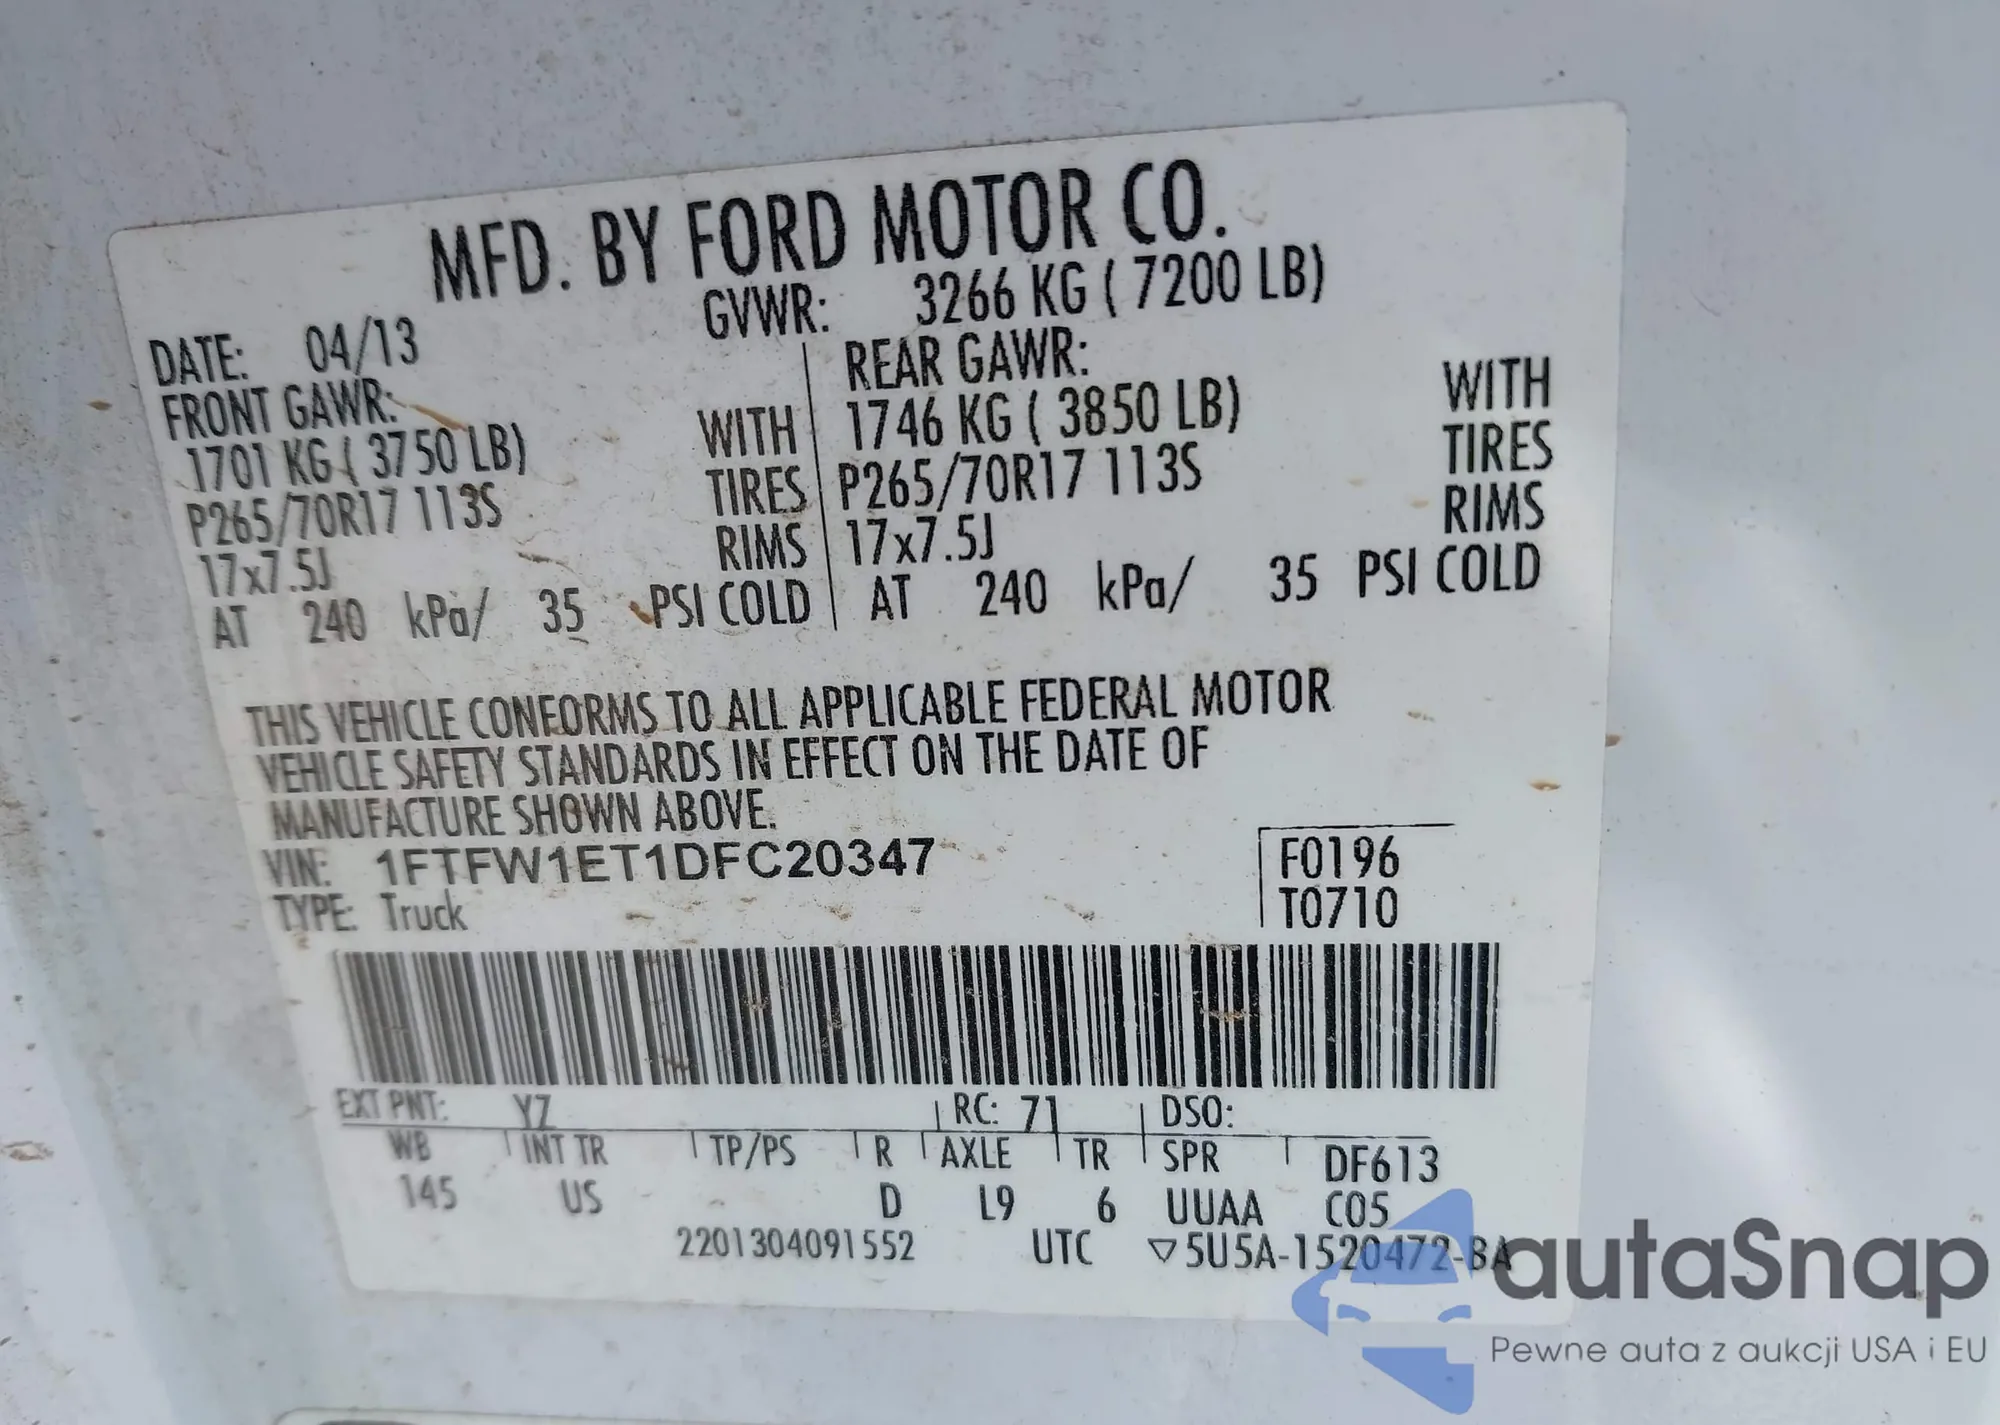 MFD. BY FORD MOTOR CO.
DATE: 04/13 GVWR: 3266 KG ( 7200 LB)
FRONT GAWR: REAR GAWR:
1701 KG ( 3750 LB) WITH 1746 KG ( 3850 LB) WITH
P265/70R17 113S TIRES P265/70R17 113S TIRES
17x7.5J RIMS 17x7.5J RIMS
AT 240 kPa/ 35 PSI COLD AT 240 kPa/ 35 PSI COLD
THIS VEHICLE CONFORMS TO ALL APPLICABLE FEDERAL MOTOR
VEHICLE SAFETY STANDARDS IN EFFECT ON THE DATE OF
MANUFACTURE SHOWN ABOVE.
VIN: 1FTFW1ET1DFC20347 F0196
TYPE: Truck T0710
EXT PNT: YZ RC: 71 DSO:
WB INT TR TP/PS R AXLE TR SPR DF613
145 US D L9 6 UUAA C05
2201304091552 UTC ▽5U5A-1520472-BA
autaSnap
Pewne auta z aukcji USA i EU